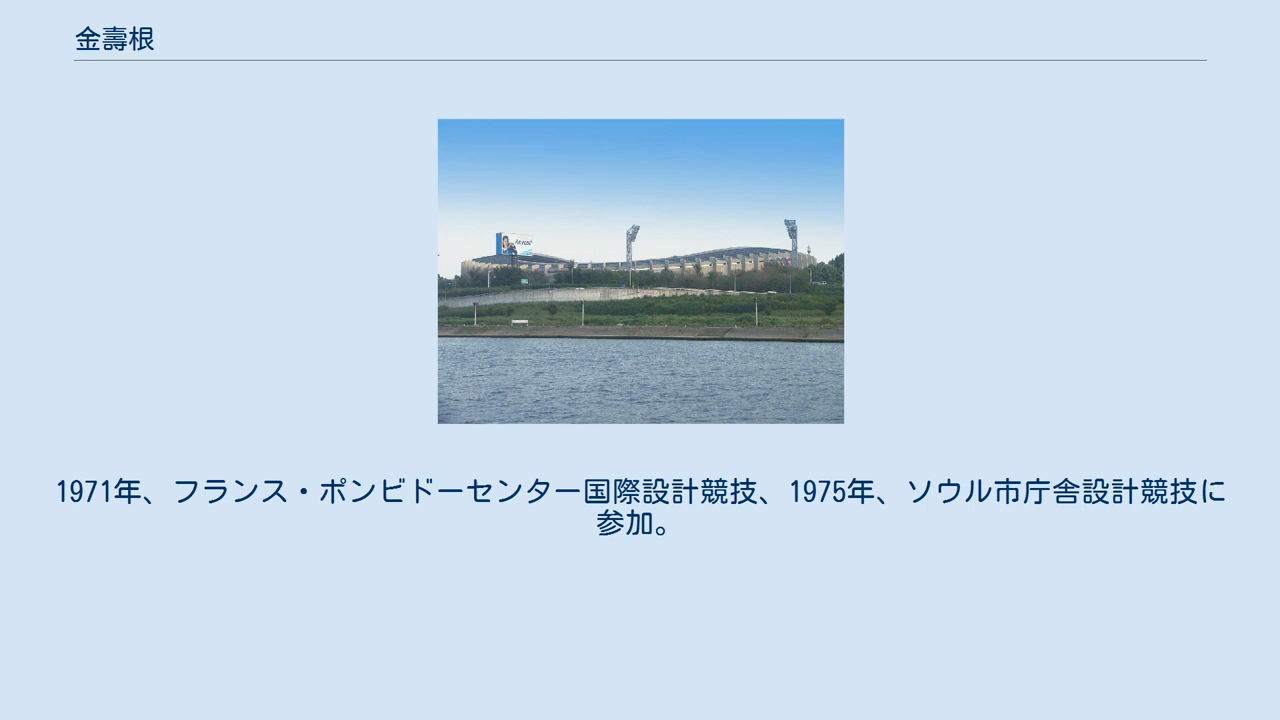 金壽根
1971年、フランス・ポンビドーセンター国際設計競技、1975年、ソウル市庁舎設計競技に
参加。